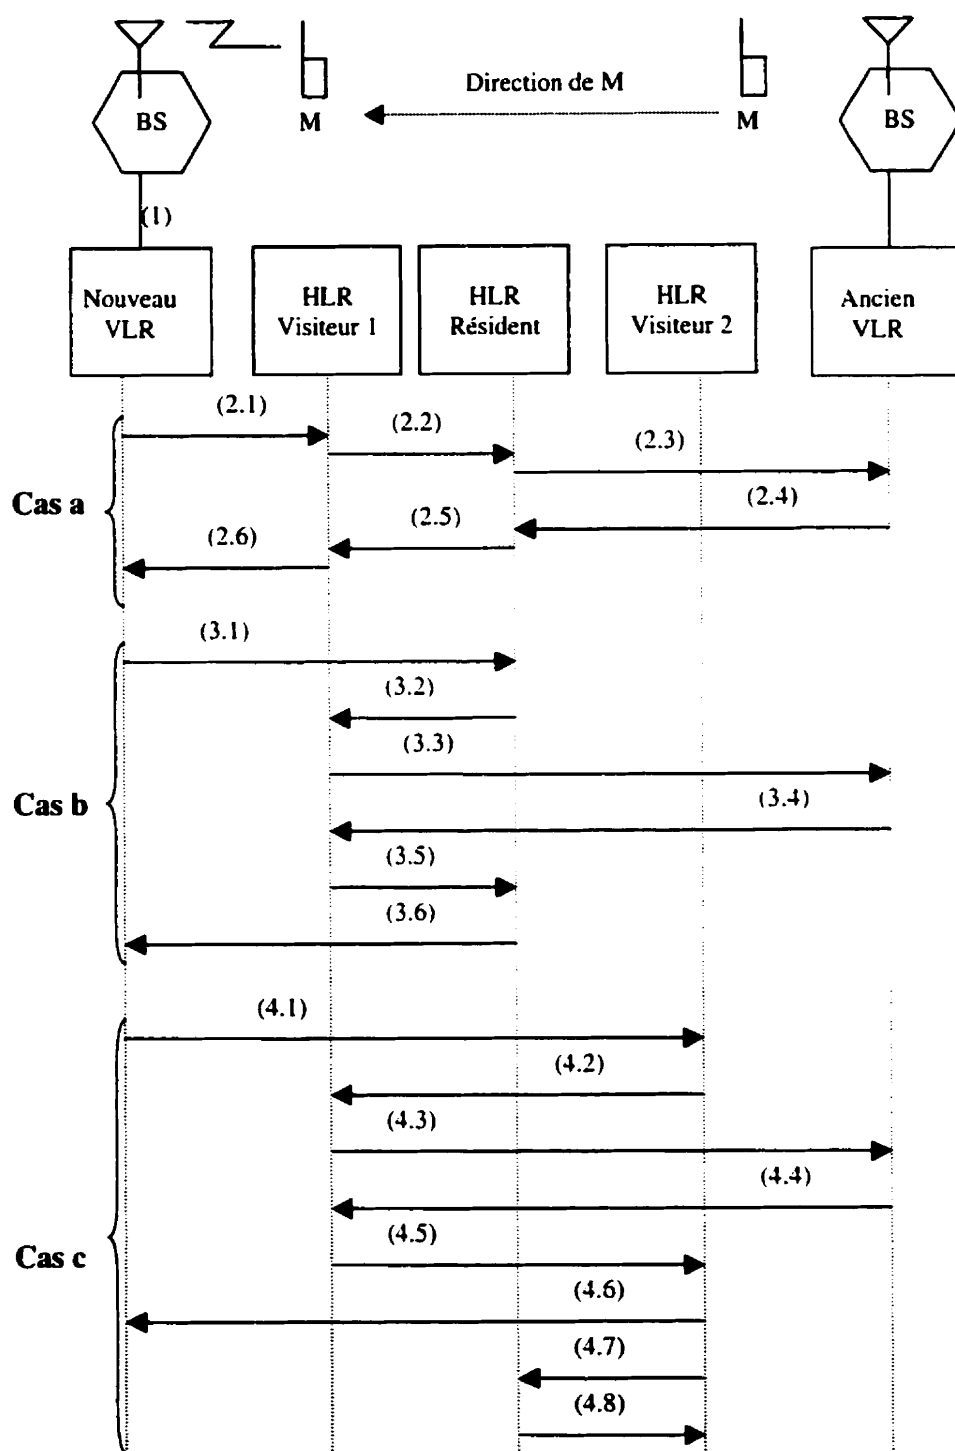 Direction de M
BS
M
M
BS
(1)
Nouveau
VLR
HLR
Visiteur 1
HLR
Résident
HLR
Visiteur 2
Ancien
VLR
(2.1)
(2.2)
(2.3)
Cas a
(2.4)
(2.5)
(2.6)
(3.1)
(3.2)
(3.3)
Cas b
(3.4)
(3.5)
(3.6)
(4.1)
(4.2)
(4.3)
(4.4)
(4.5)
Cas c
(4.6)
(4.7)
(4.8)